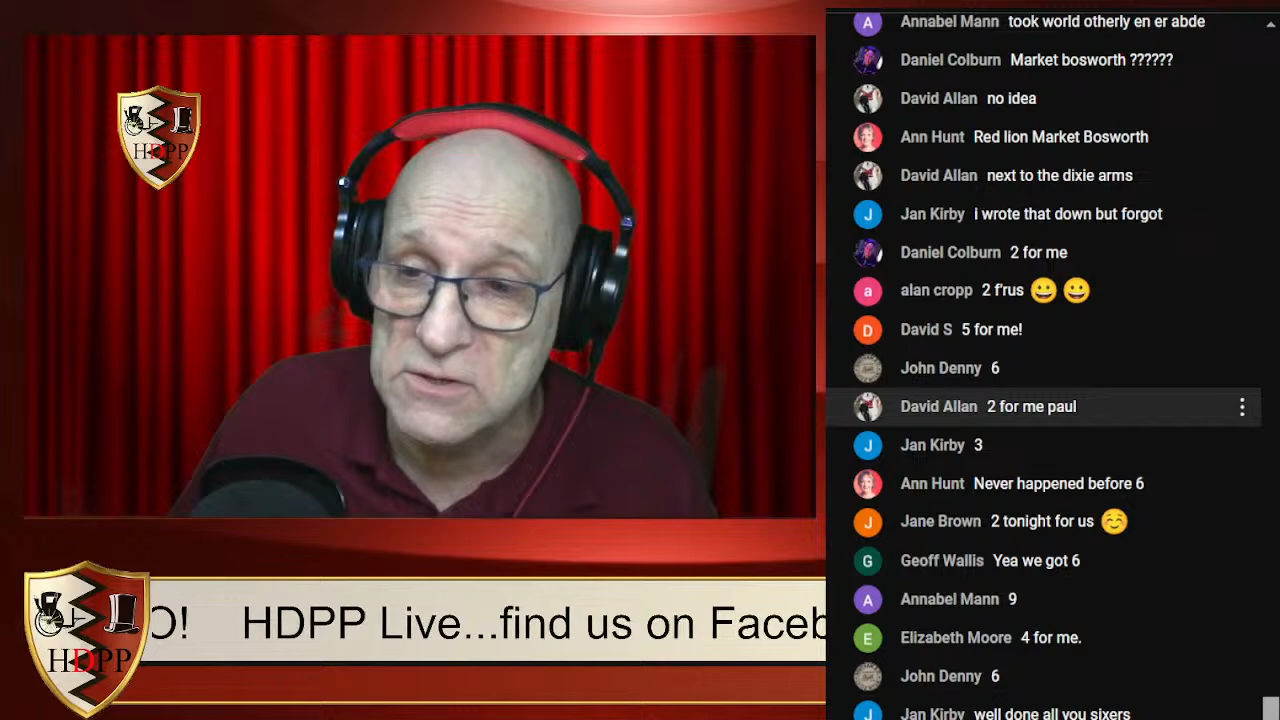 HDPP
Annabel Mann took world otherly en er abde
Daniel Colburn Market bosworth ??????
David Allan no idea
Ann Hunt Red lion Market Bosworth
David Allan next to the dixie arms
Jan Kirby i wrote that down but forgot
Daniel Colburn 2 for me
alan cropp 2 f'rus 😀 😀
David S 5 for me!
John Denny 6
David Allan 2 for me paul
Jan Kirby 3
Ann Hunt Never happened before 6
Jane Brown 2 tonight for us ☺️
Geoff Wallis Yea we got 6
Annabel Mann 9
Elizabeth Moore 4 for me.
John Denny 6
Jan Kirby well done all you sixers
HDPP
O! HDPP Live...find us on Faceb